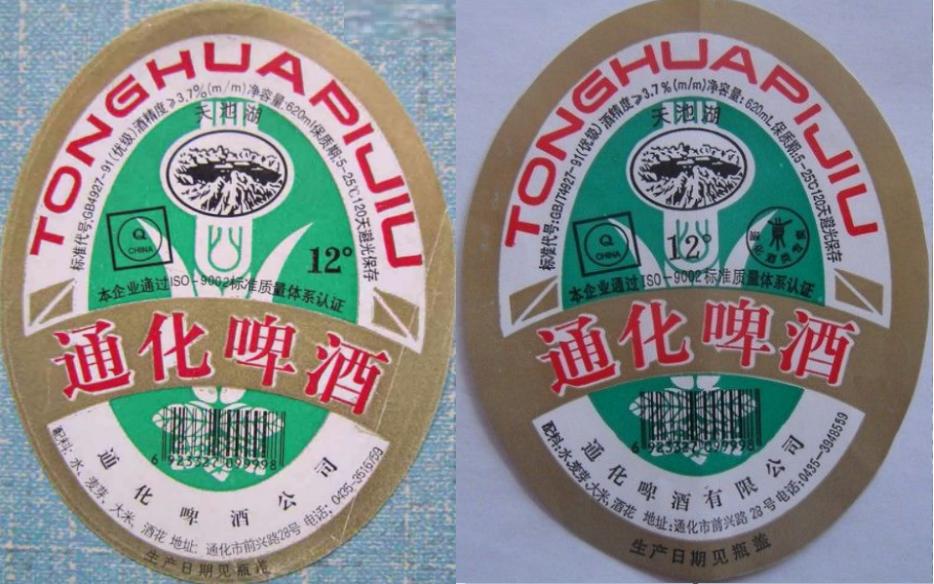 TONGHUAPIJIU
标准代号:GB4927-91(优级)酒精度≥3.7%(m/m)净容量:620ml保质期:5-25℃120天避光保存
天池湖
Q
CHINA
12°
本企业通过ISO-9002标准质量体系认证
通化啤酒
6 923327 099998
通化啤酒公司
配料:水、麦芽、大米、酒花 地址:通化市前兴路28号 电话:0435-3516759
生产日期见瓶盖
TONGHUAPIJIU
标准代号:GB/T4927-91(优级)酒精度≥3.7%(m/m)净容量:620mL保质期:5-25℃120天避光保存
天池湖
Q
CHINA
12°
本企业通过ISO-9002标准质量体系认证
通化啤酒
通化啤酒有限公司
配料:水、麦芽、大米、酒花 地址:通化市前兴路28号 电话:0435-3948559
生产日期见瓶盖